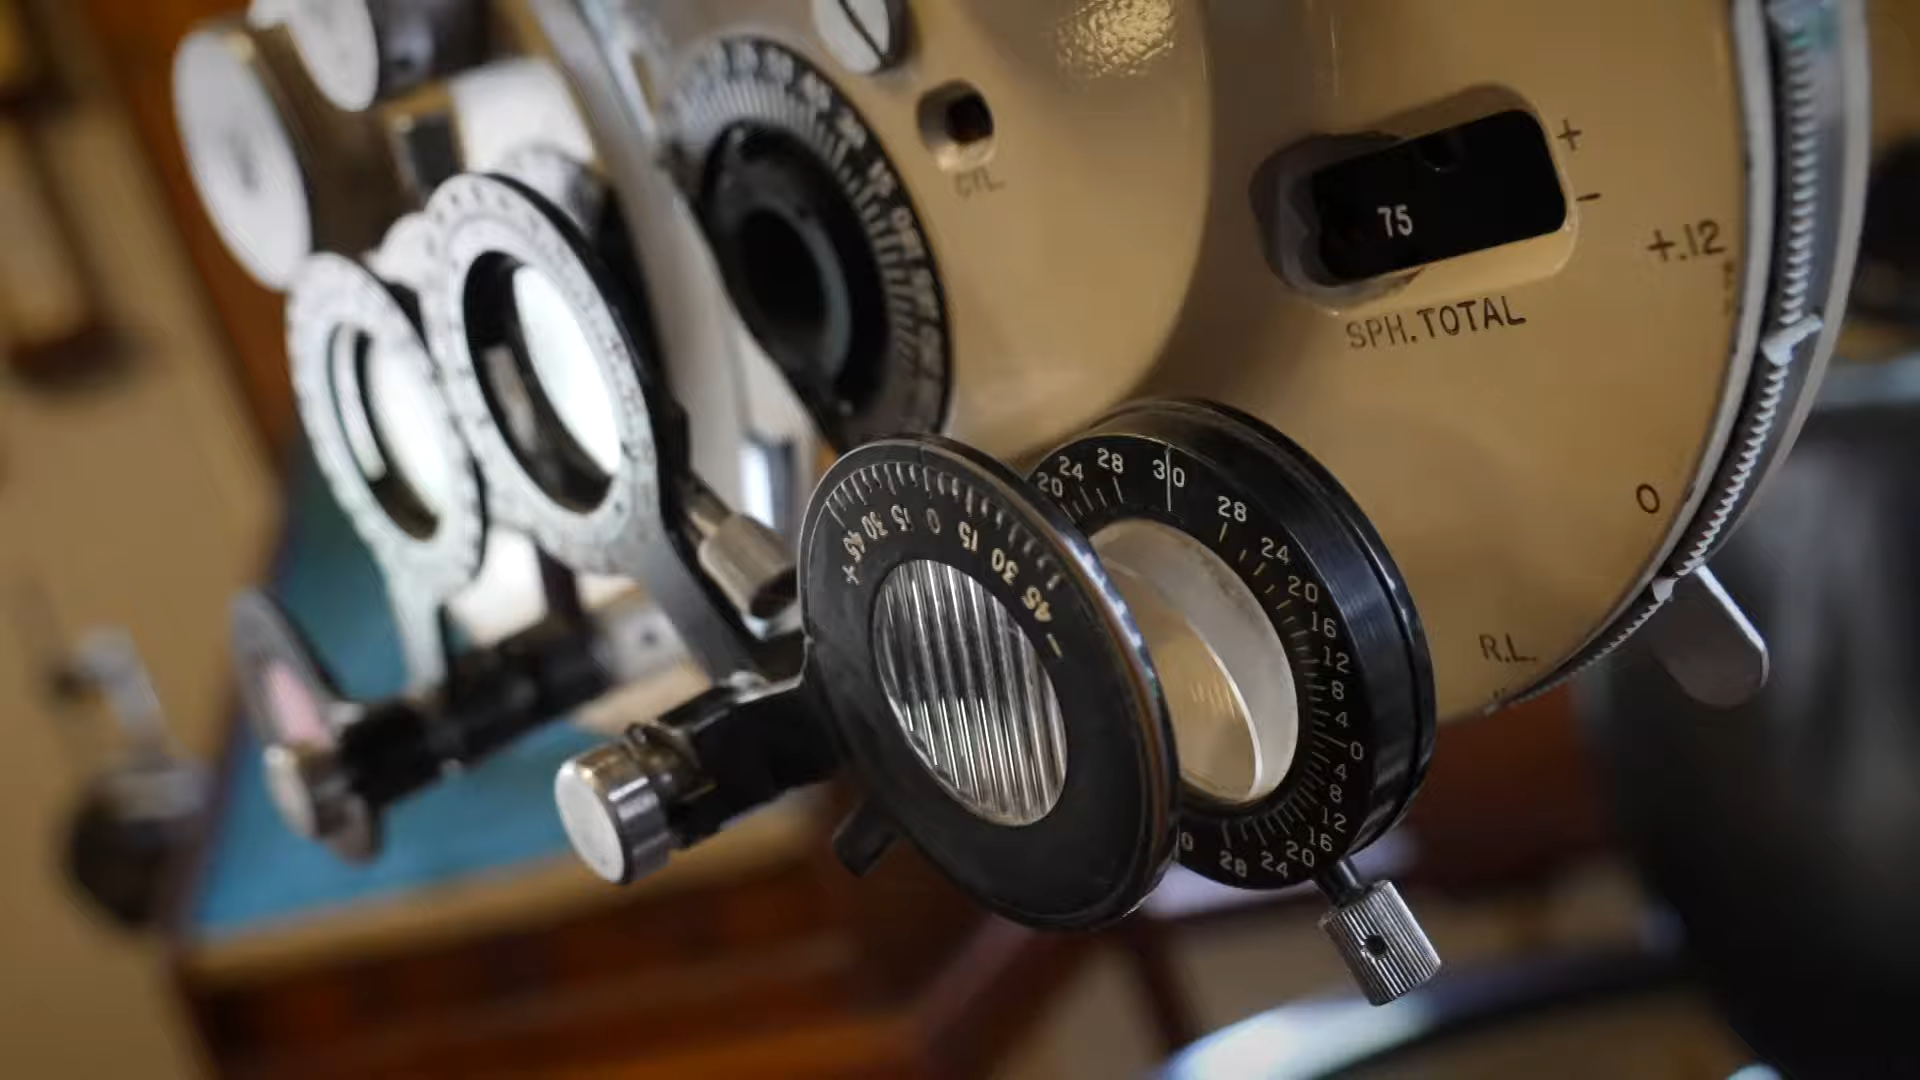 CYL.
75
+
-
SPH. TOTAL
+.12
0
R.L.
20 24 28 30 28 24 20 16 12 8 4 0 4 8 12 16 20 24 28
+ 45 30 15 0 15 30 45 -